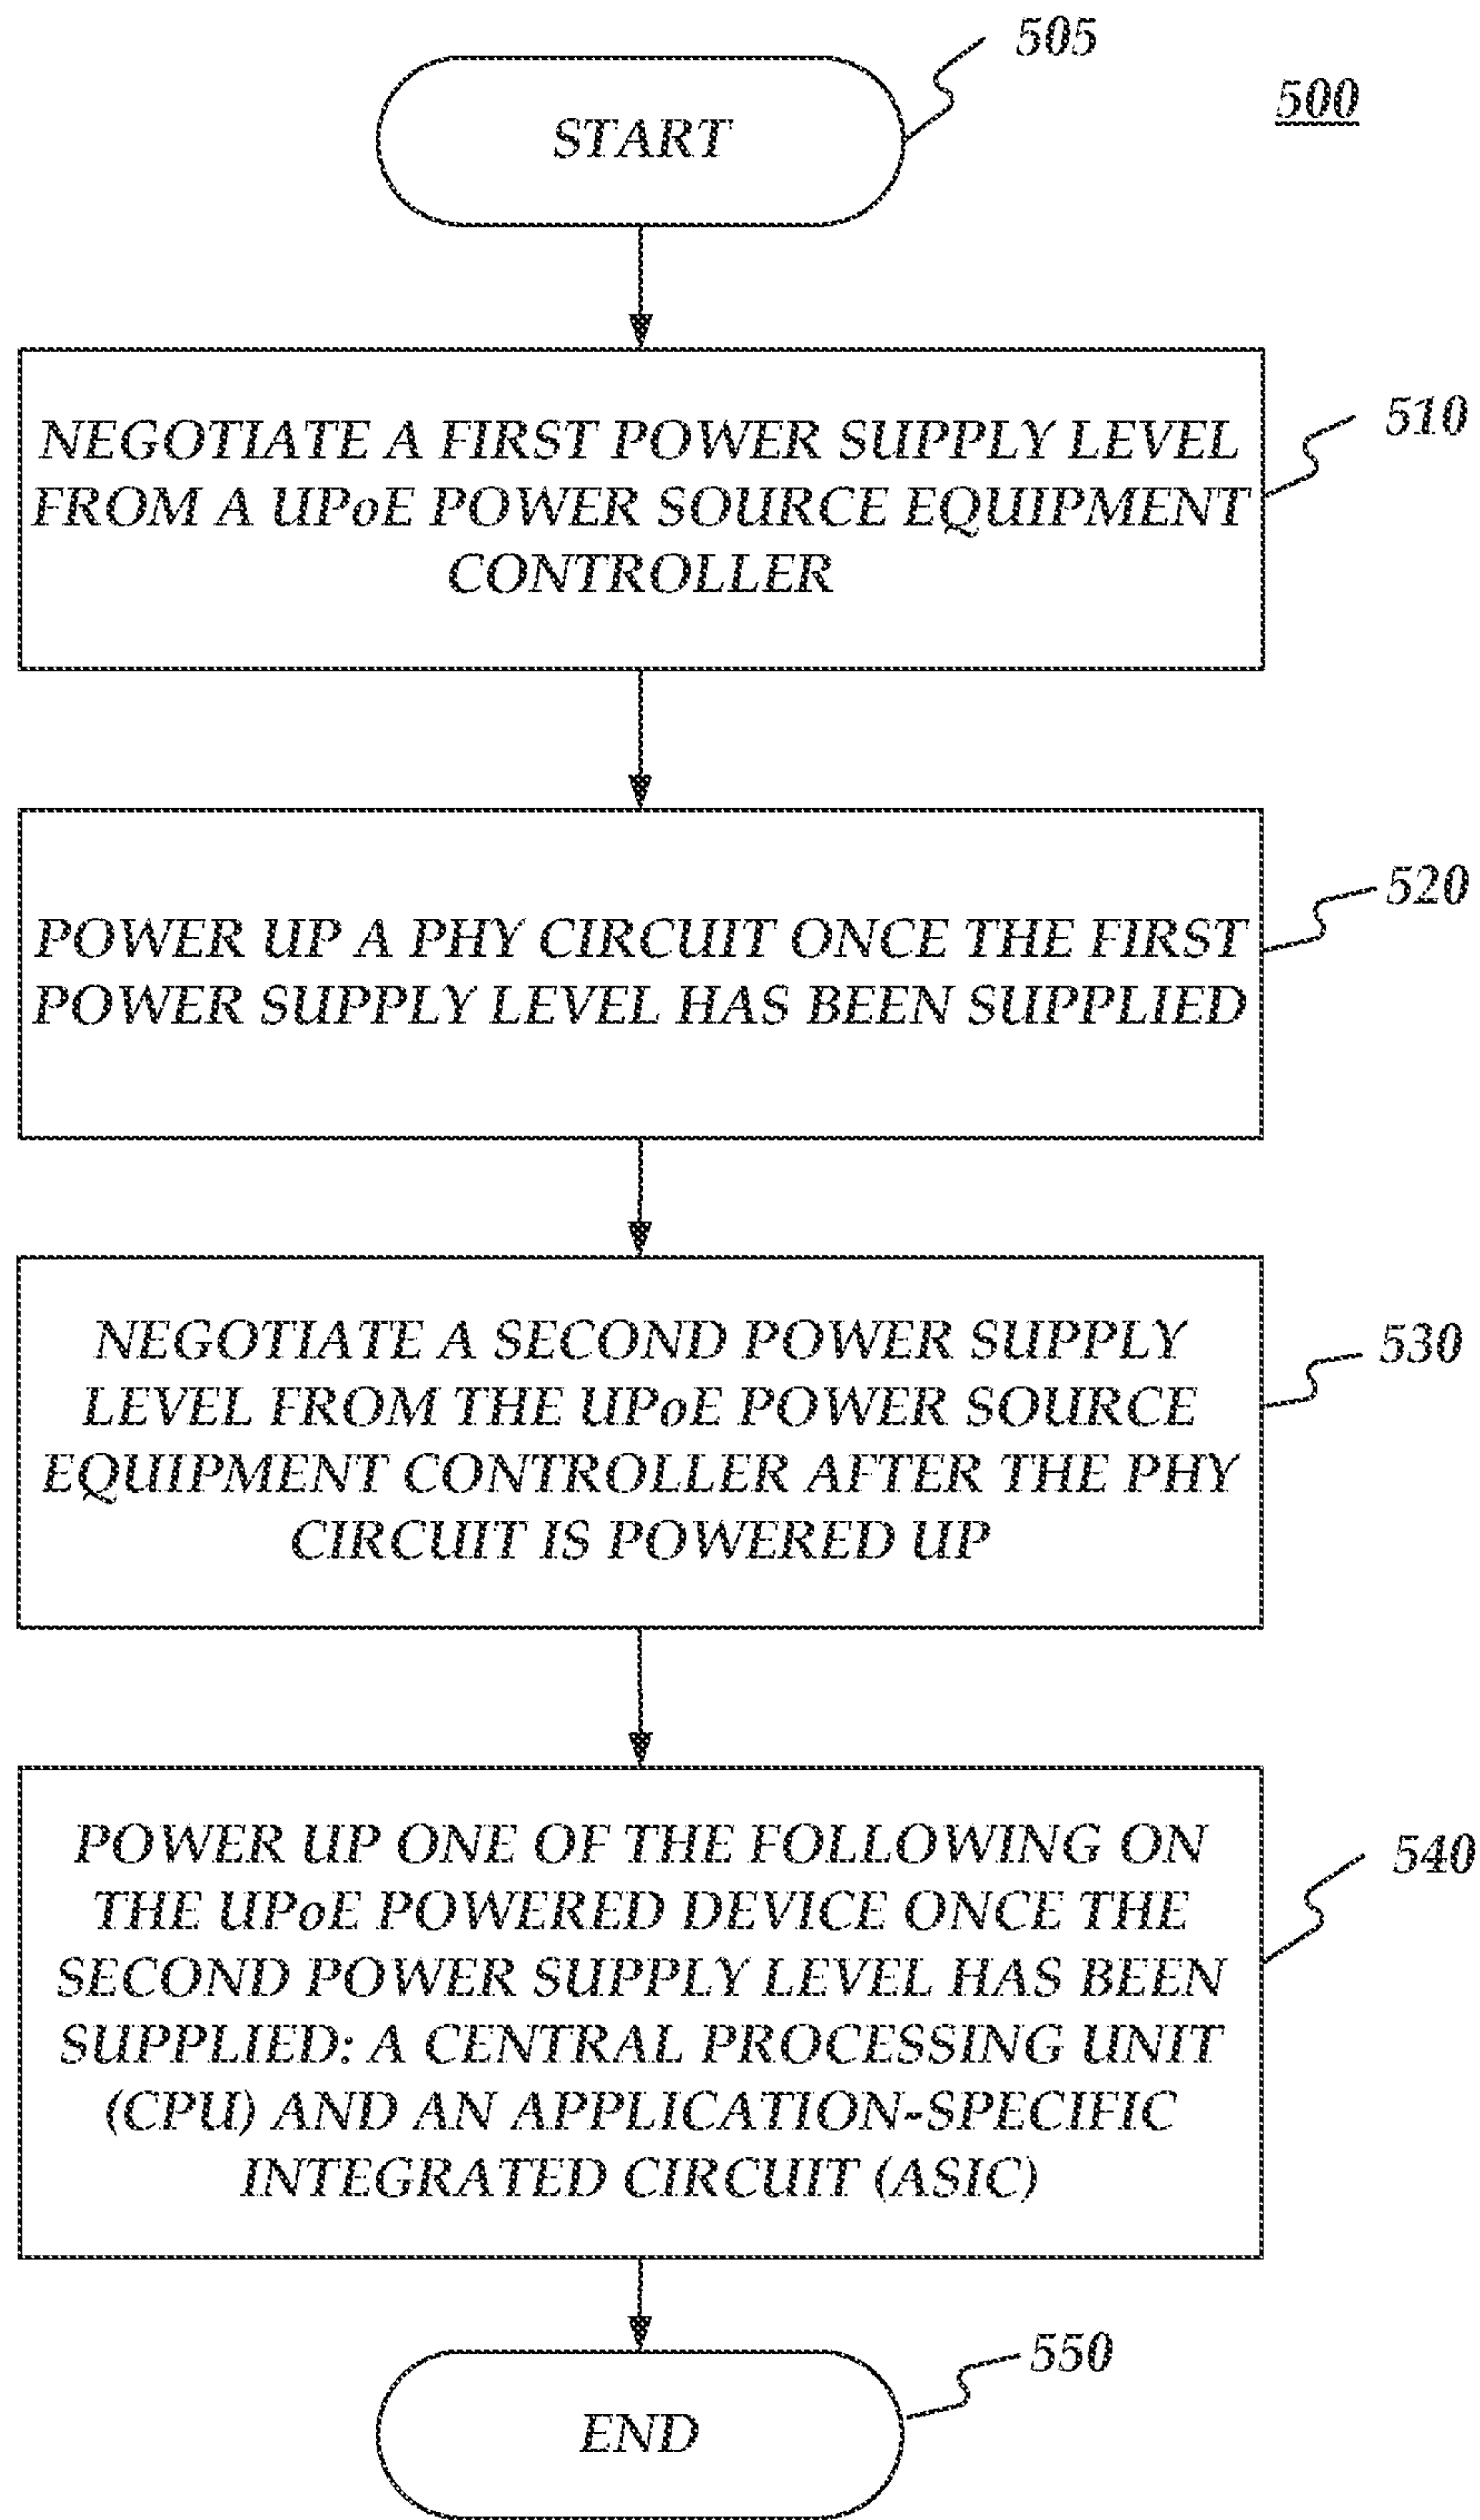 505
500
START
NEGOTIATE A FIRST POWER SUPPLY LEVEL
FROM A UPoE POWER SOURCE EQUIPMENT
CONTROLLER
510
POWER UP A PHY CIRCUIT ONCE THE FIRST
POWER SUPPLY LEVEL HAS BEEN SUPPLIED
520
NEGOTIATE A SECOND POWER SUPPLY
LEVEL FROM THE UPoE POWER SOURCE
EQUIPMENT CONTROLLER AFTER THE PHY
CIRCUIT IS POWERED UP
530
POWER UP ONE OF THE FOLLOWING ON
THE UPoE POWERED DEVICE ONCE THE
SECOND POWER SUPPLY LEVEL HAS BEEN
SUPPLIED: A CENTRAL PROCESSING UNIT
(CPU) AND AN APPLICATION-SPECIFIC
INTEGRATED CIRCUIT (ASIC)
540
550
END